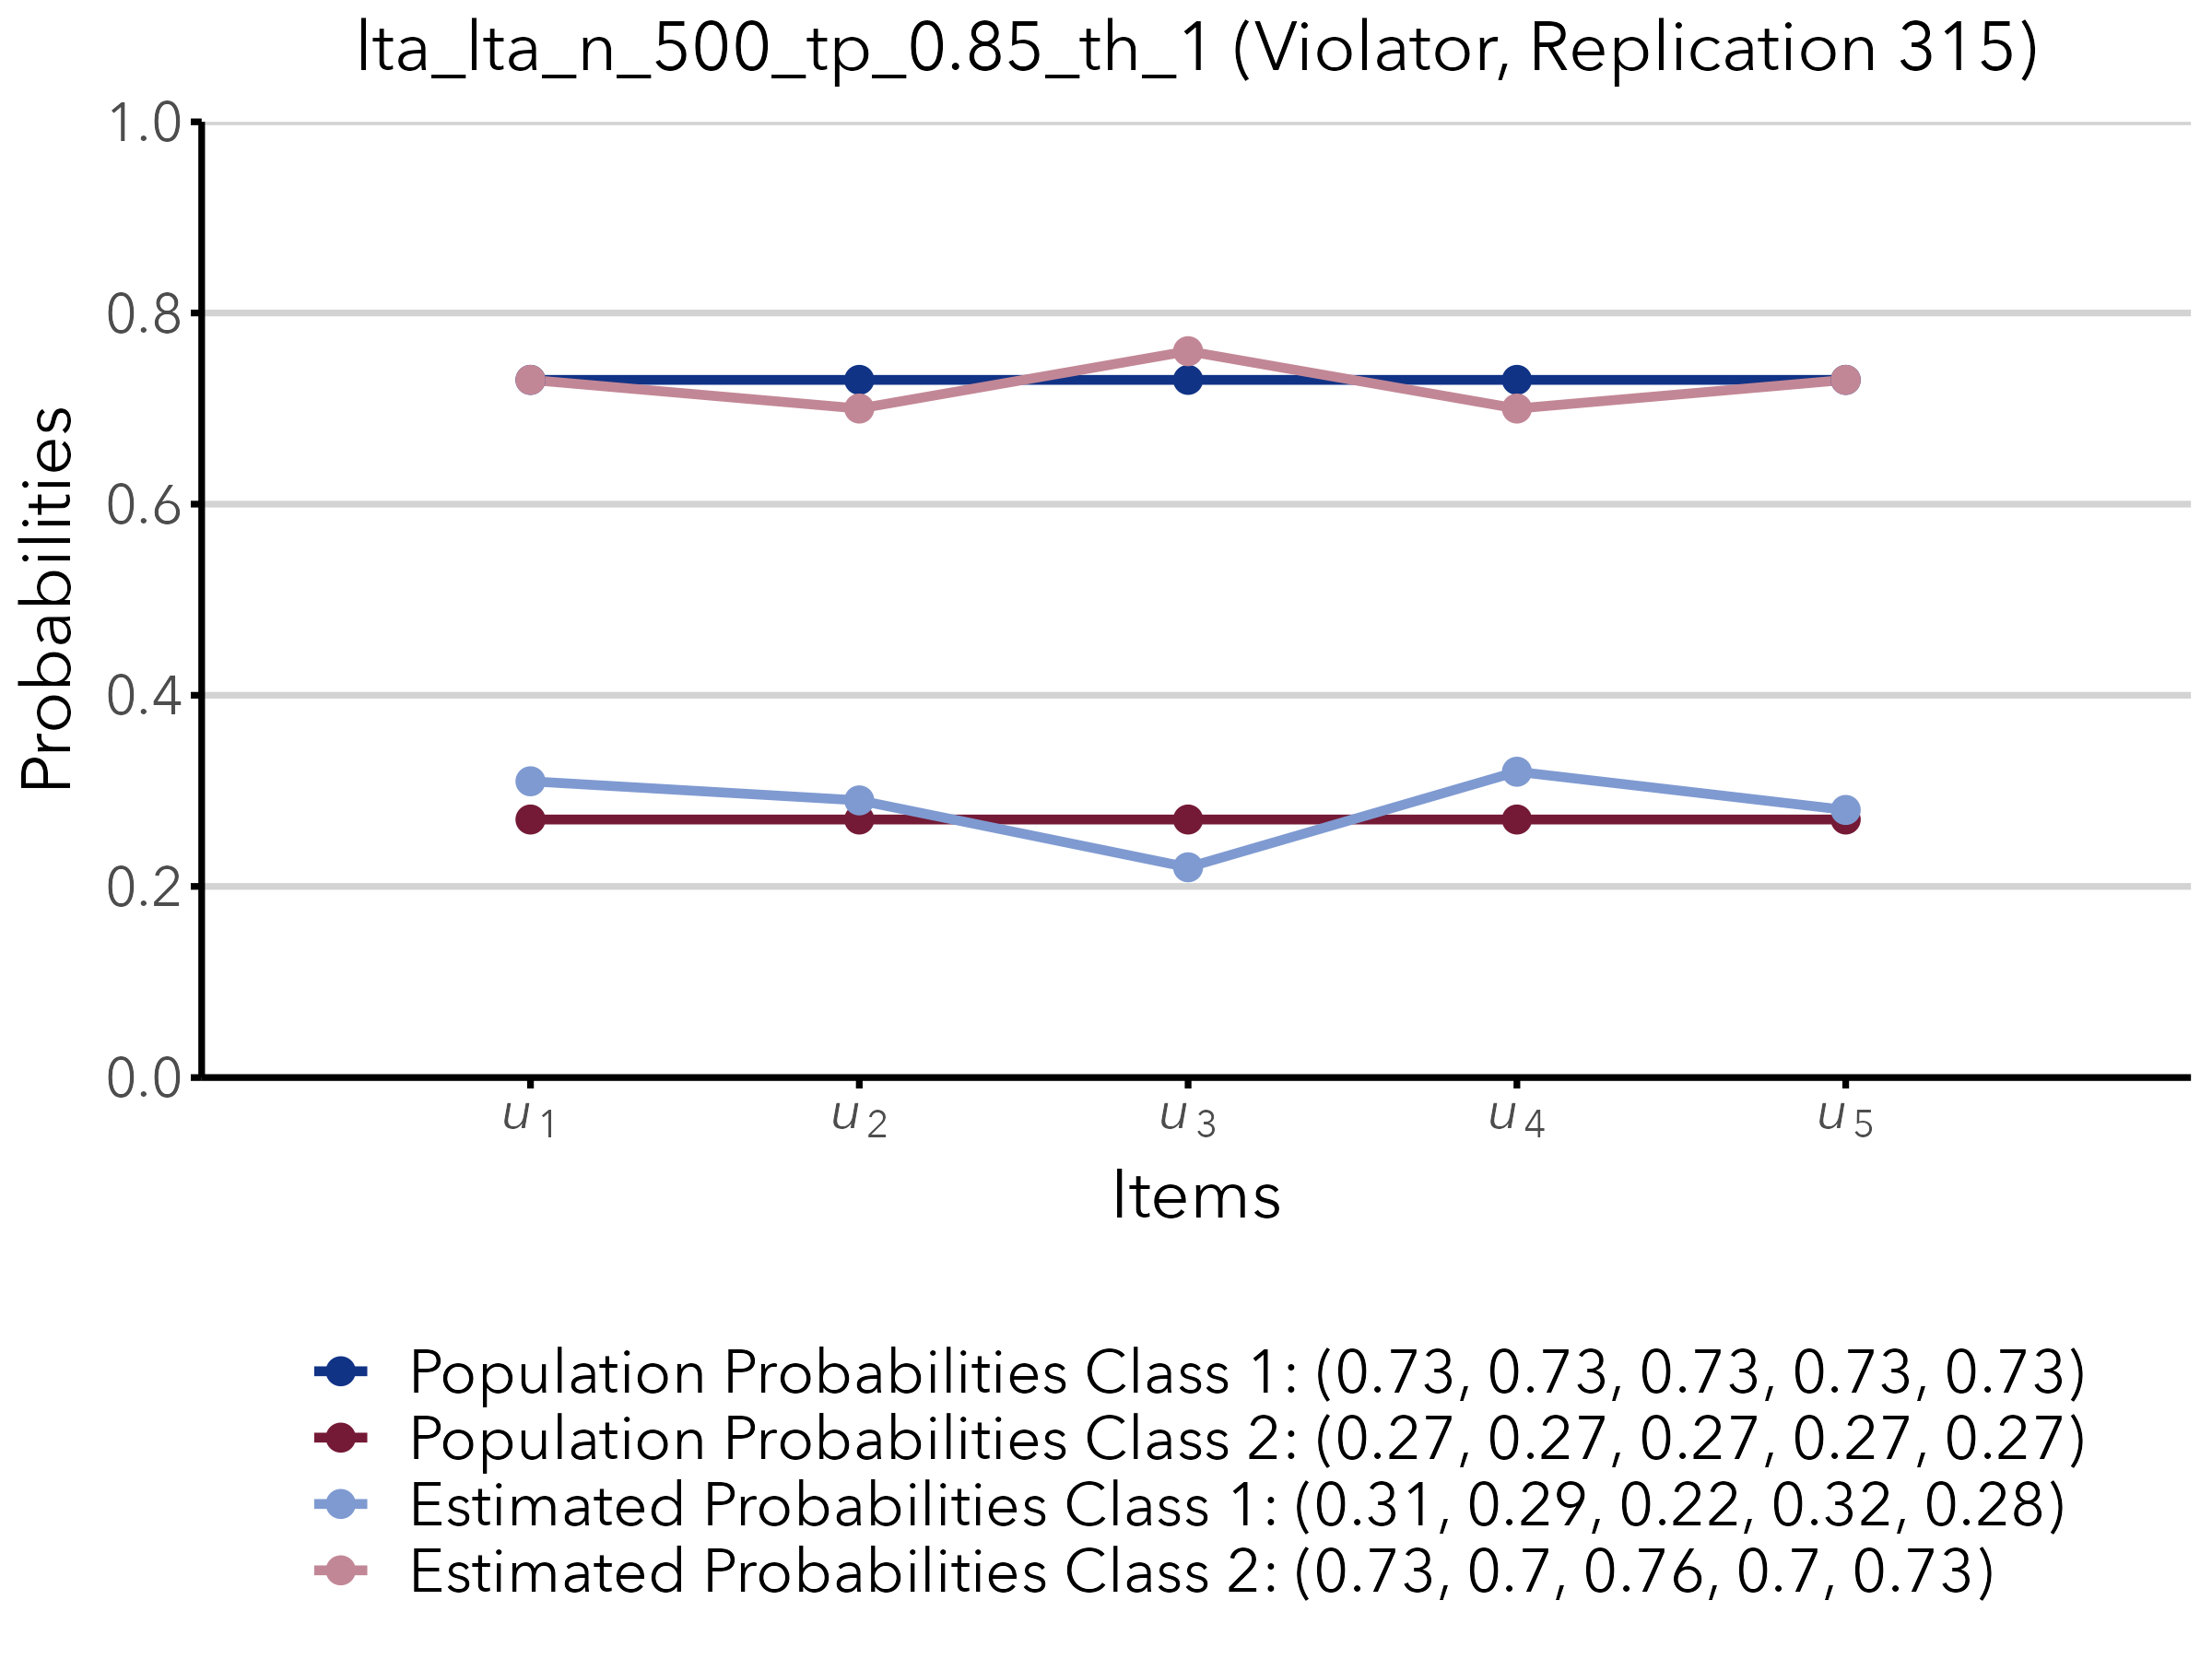 lta_lta_n_500_tp_0.85_th_1 (Violator, Replication 315)
1.0
0.8
0.6
0.4
0.2
0.0
Probabilities
u1 u2 u3 u4 u5
Items
Population Probabilities Class 1: (0.73, 0.73, 0.73, 0.73, 0.73)
Population Probabilities Class 2: (0.27, 0.27, 0.27, 0.27, 0.27)
Estimated Probabilities Class 1: (0.31, 0.29, 0.22, 0.32, 0.28)
Estimated Probabilities Class 2: (0.73, 0.7, 0.76, 0.7, 0.73)